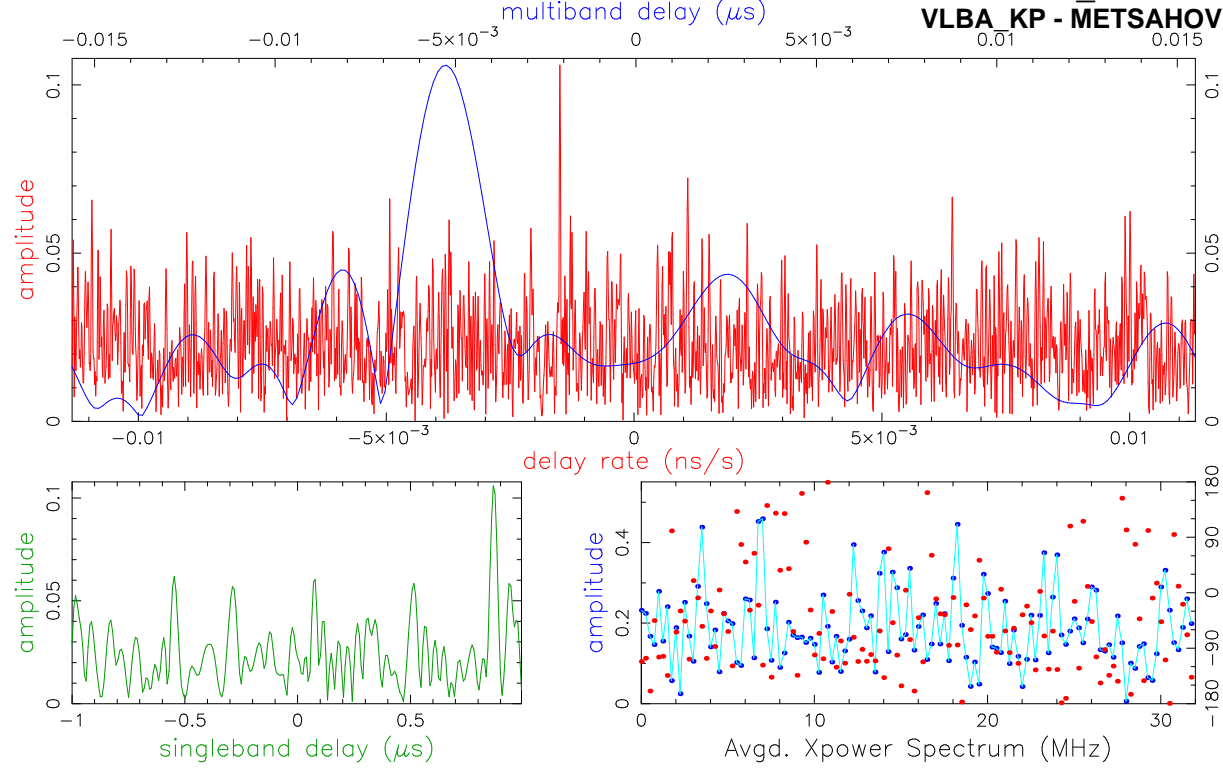 multiband delay (μs)
VLBA_KP - METSAHOV
−0.015 −0.01 −5×10⁻³ 0 5×10⁻³ 0.01 0.015
amplitude
0 0.05 0.1
0 0.05 0.1
−0.01 −5×10⁻³ 0 5×10⁻³ 0.01
delay rate (ns/s)
amplitude
0 0.05 0.1
−1 −0.5 0 0.5
singleband delay (μs)
amplitude
0 0.2 0.4
−180 −90 0 90 180
0 10 20 30
Avgd. Xpower Spectrum (MHz)